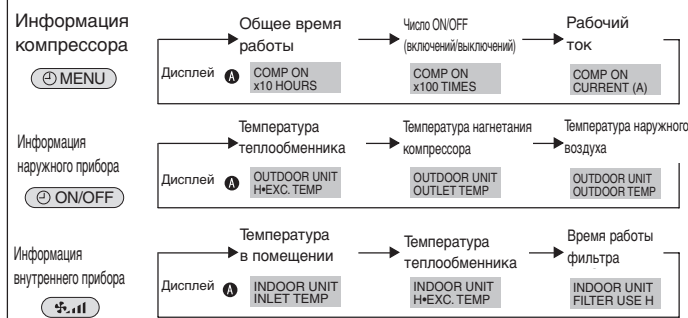 Информация
компрессора
MENU
Общее время
работы
Число ON/OFF
(включений/выключений)
Рабочий
ток
Дисплей A
COMP ON
x10 HOURS
COMP ON
x100 TIMES
COMP ON
CURRENT (A)
Информация
наружного прибора
ON/OFF
Температура
теплообменника
Температура нагнетания
компрессора
Температура наружного
воздуха
Дисплей A
OUTDOOR UNIT
H•EXC. TEMP
OUTDOOR UNIT
OUTLET TEMP
OUTDOOR UNIT
OUTDOOR TEMP
Информация
внутреннего прибора
Температура
в помещении
Температура
теплообменника
Время работы
фильтра
Дисплей A
INDOOR UNIT
INLET TEMP
INDOOR UNIT
H•EXC. TEMP
INDOOR UNIT
FILTER USE H